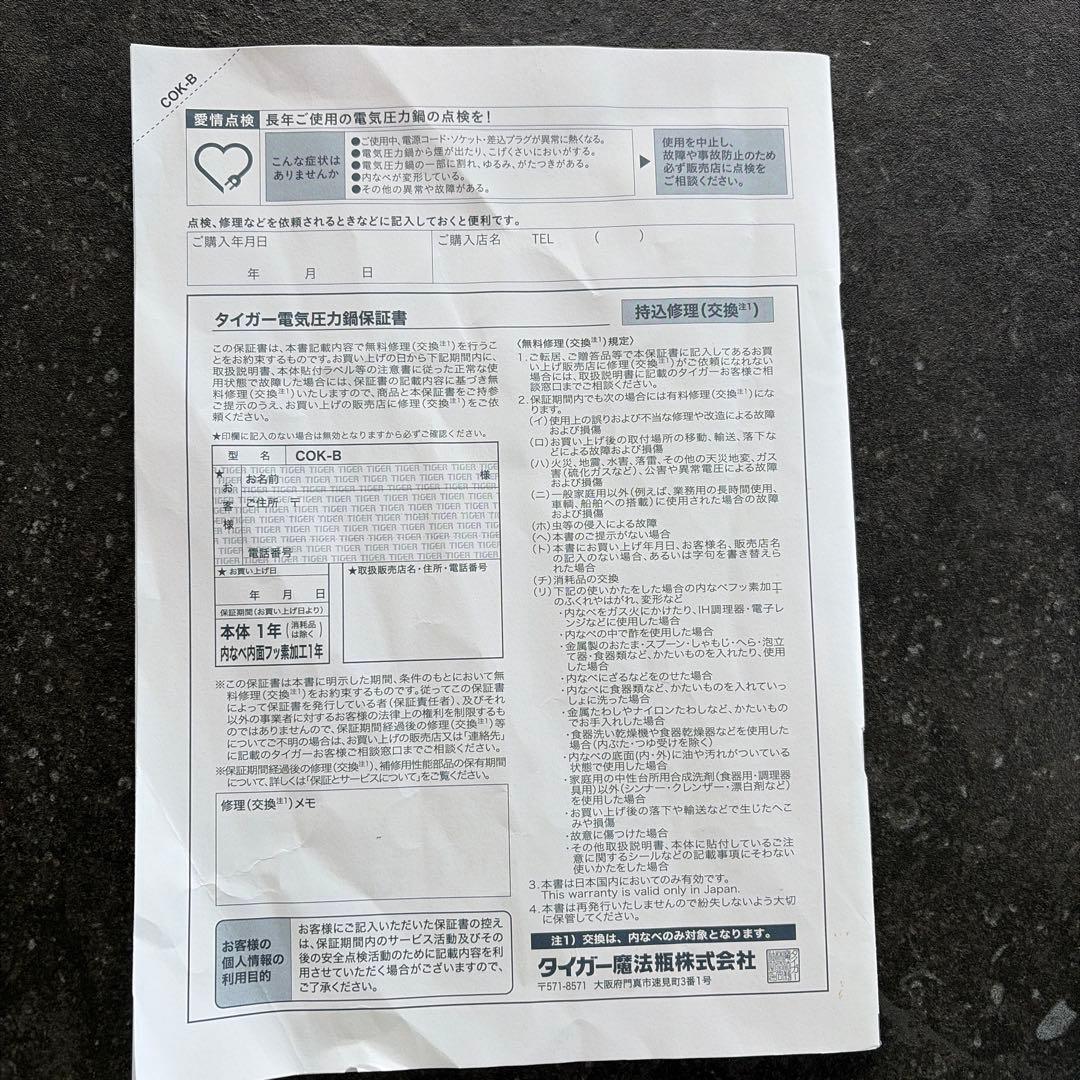 COK-B
愛情点検 長年ご使用の電気圧力鍋の点検を！
こんな症状は
ありませんか
●ご使用中、電源コード・ソケット・差込プラグが異常に熱くなる。
●電気圧力鍋から煙が出たり、こげくさいにおいがする。
●電気圧力鍋の一部に割れ、ゆるみ、がたつきがある。
●内なべが変形している。
●その他の異常や故障がある。
▶
使用を中止し、
故障や事故防止のため
必ず販売店に点検を
ご相談ください。
点検、修理などを依頼されるときなどに記入しておくと便利です。
ご購入年月日
年 月 日
ご購入店名 TEL ( )
タイガー電気圧力鍋保証書
持込修理(交換注1)
この保証書は、本書記載内容で無料修理(交換注1)を行うこ
とをお約束するものです。お買い上げの日から下記期間内に、
取扱説明書、本体貼付ラベル等の注意書に従った正常な使
用状態で故障した場合には、保証書の記載内容に基づき無
料修理(交換注1)いたしますので、商品と本保証書をご持参
ご提示のうえ、お買い上げの販売店に修理(交換注1)をご依
頼ください。
★印欄に記入のない場合は無効となりますから必ずご確認ください。
型 名 COK-B
★お客様
お名前 様
ご住所 〒
電話番号
★お買い上げ日
年 月 日
保証期間(お買い上げ日より)
本体 1年(消耗品は除く)
内なべ内面フッ素加工1年
★取扱販売店名・住所・電話番号
※この保証書は本書に明示した期間、条件のもとにおいて無
料修理(交換注1)をお約束するものです。従ってこの保証書
によって保証書を発行している者(保証責任者)、及びそれ
以外の事業者に対するお客様の法律上の権利を制限するも
のではありませんので、保証期間経過後の修理(交換注1)等
についてご不明の場合は、お買い上げの販売店又は「連絡先」
に記載のタイガーお客様ご相談窓口までご相談ください。
※保証期間経過後の修理(交換注1)、補修用性能部品の保有期間
について、詳しくは「保証とサービスについて」をご覧ください。
修理(交換注1)メモ
お客様の
個人情報の
利用目的
お客様にご記入いただいた保証書の控え
は、保証期間内のサービス活動及びその
後の安全点検活動のために記載内容を利
用させていただく場合がございますので、
ご了承ください。
〈無料修理(交換注1)規定〉
1.ご転居、ご贈答品等で本保証書に記入してあるお買
い上げ販売店に修理(交換注1)がご依頼になれない
場合には、取扱説明書に記載のタイガーお客様ご相
談窓口までご相談ください。
2.保証期間内でも次の場合には有料修理(交換注1)にな
ります。
(イ)使用上の誤りおよび不当な修理や改造による故障
および損傷
(ロ)お買い上げ後の取付場所の移動、輸送、落下な
どによる故障および損傷
(ハ)火災、地震、水害、落雷、その他の天災地変、ガス
害(硫化ガスなど)、公害や異常電圧による故障
および損傷
(ニ)一般家庭用以外(例えば、業務用の長時間使用、
車輌、船舶への搭載)に使用された場合の故障
および損傷
(ホ)虫等の侵入による故障
(ヘ)本書のご提示がない場合
(ト)本書にお買い上げ年月日、お客様名、販売店名
の記入のない場合、あるいは字句を書き替えら
れた場合
(チ)消耗品の交換
(リ)下記の使いかたをした場合の内なべフッ素加工
のふくれやはがれ、変形など
・内なべをガス火にかけたり、IH調理器・電子レ
ンジなどに使用した場合
・内なべの中で酢を使用した場合
・金属製のおたま・スプーン・しゃもじ・へら・泡立
て器・食器類など、かたいものを入れたり、使用
した場合
・内なべにざるなどをのせた場合
・内なべに食器類など、かたいものを入れていっ
しょに洗った場合
・金属たわしやナイロンたわしなど、かたいもの
でお手入れした場合
・食器洗い乾燥機や食器乾燥器などを使用した
場合(内ぶた・つゆ受けを除く)
・内なべの底面(内・外)に油や汚れがついている
状態で使用した場合
・家庭用の中性台所用合成洗剤(食器用・調理器
具用)以外(シンナー・クレンザー・漂白剤など)
を使用した場合
・お買い上げ後の落下や輸送などで生じたへこ
みや損傷
・故意に傷つけた場合
・その他取扱説明書、本体に貼付しているご注
意に関するシールなどの記載事項にそわない
使いかたをした場合
3.本書は日本国内においてのみ有効です。
This warranty is valid only in Japan.
4.本書は再発行いたしませんので紛失しないよう大切
に保管してください。
注1) 交換は、内なべのみ対象となります。
タイガー魔法瓶株式会社
〒571-8571 大阪府門真市速見町3番1号